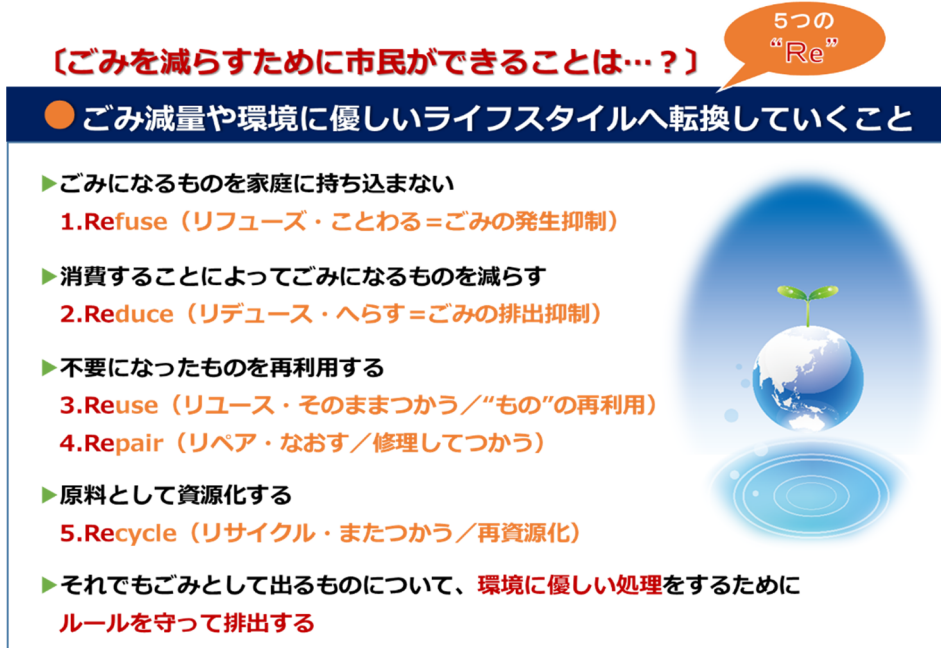 〔ごみを減らすために市民ができることは…？〕
５つの
“Re”
●ごみ減量や環境に優しいライフスタイルへ転換していくこと
▶ごみになるものを家庭に持ち込まない
1.Refuse（リフューズ・ことわる＝ごみの発生抑制）
▶消費することによってごみになるものを減らす
2.Reduce（リデュース・へらす＝ごみの排出抑制）
▶不要になったものを再利用する
3.Reuse（リユース・そのままつかう／“もの”の再利用）
4.Repair（リペア・なおす／修理してつかう）
▶原料として資源化する
5.Recycle（リサイクル・またつかう／再資源化）
▶それでもごみとして出るものについて、環境に優しい処理をするために
ルールを守って排出する